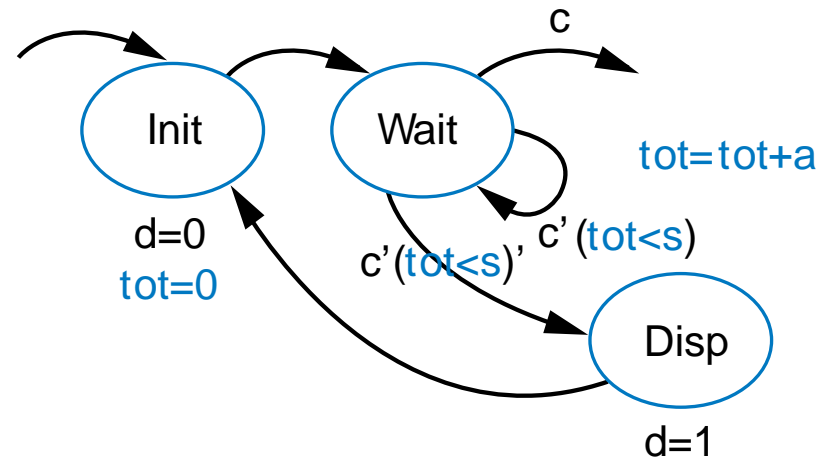 c
Init
Wait
tot=tot+a
d=0
c’(tot<s)
c’(tot<s)’
tot=0
Disp
d=1